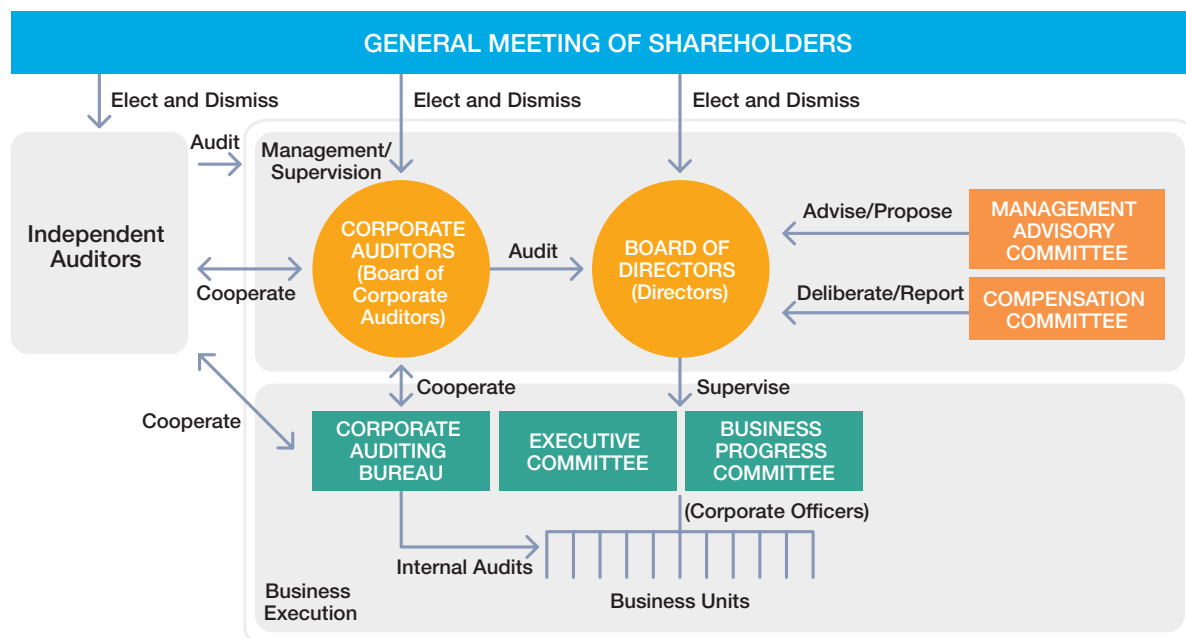 GENERAL MEETING OF SHAREHOLDERS
Elect and Dismiss
Elect and Dismiss
Elect and Dismiss
Audit
Management/
Supervision
Independent
Auditors
CORPORATE
AUDITORS
(Board of
Corporate
Auditors)
Audit
BOARD OF
DIRECTORS
(Directors)
Advise/Propose
MANAGEMENT
ADVISORY
COMMITTEE
Cooperate
Deliberate/Report
COMPENSATION
COMMITTEE
Cooperate
Supervise
Cooperate
CORPORATE
AUDITING
BUREAU
EXECUTIVE
COMMITTEE
BUSINESS
PROGRESS
COMMITTEE
(Corporate Officers)
Internal Audits
Business
Execution
Business Units